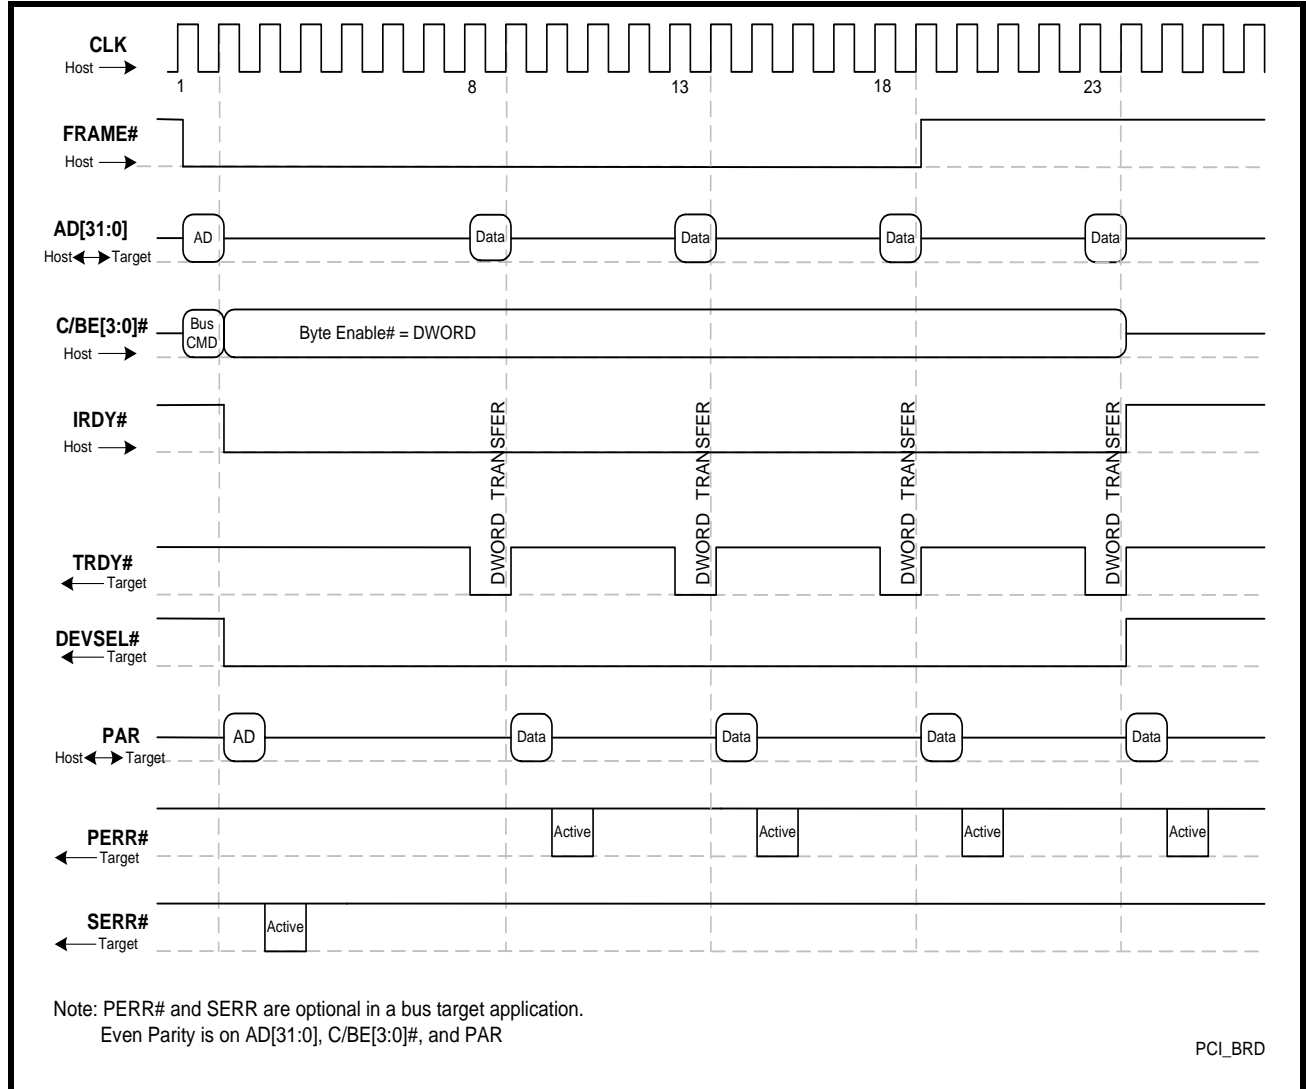 CLK
Host
1 8 13 18 23
FRAME#
Host
AD[31:0]
Host Target
AD Data Data Data Data
C/BE[3:0]#
Host
Bus
CMD
Byte Enable# = DWORD
IRDY#
Host
DWORD TRANSFER
DWORD TRANSFER
DWORD TRANSFER
DWORD TRANSFER
TRDY#
Target
DEVSEL#
Target
PAR
Host Target
AD Data Data Data Data
PERR#
Target
Active Active Active Active
SERR#
Target
Active
Note: PERR# and SERR are optional in a bus target application.
Even Parity is on AD[31:0], C/BE[3:0]#, and PAR
PCI_BRD